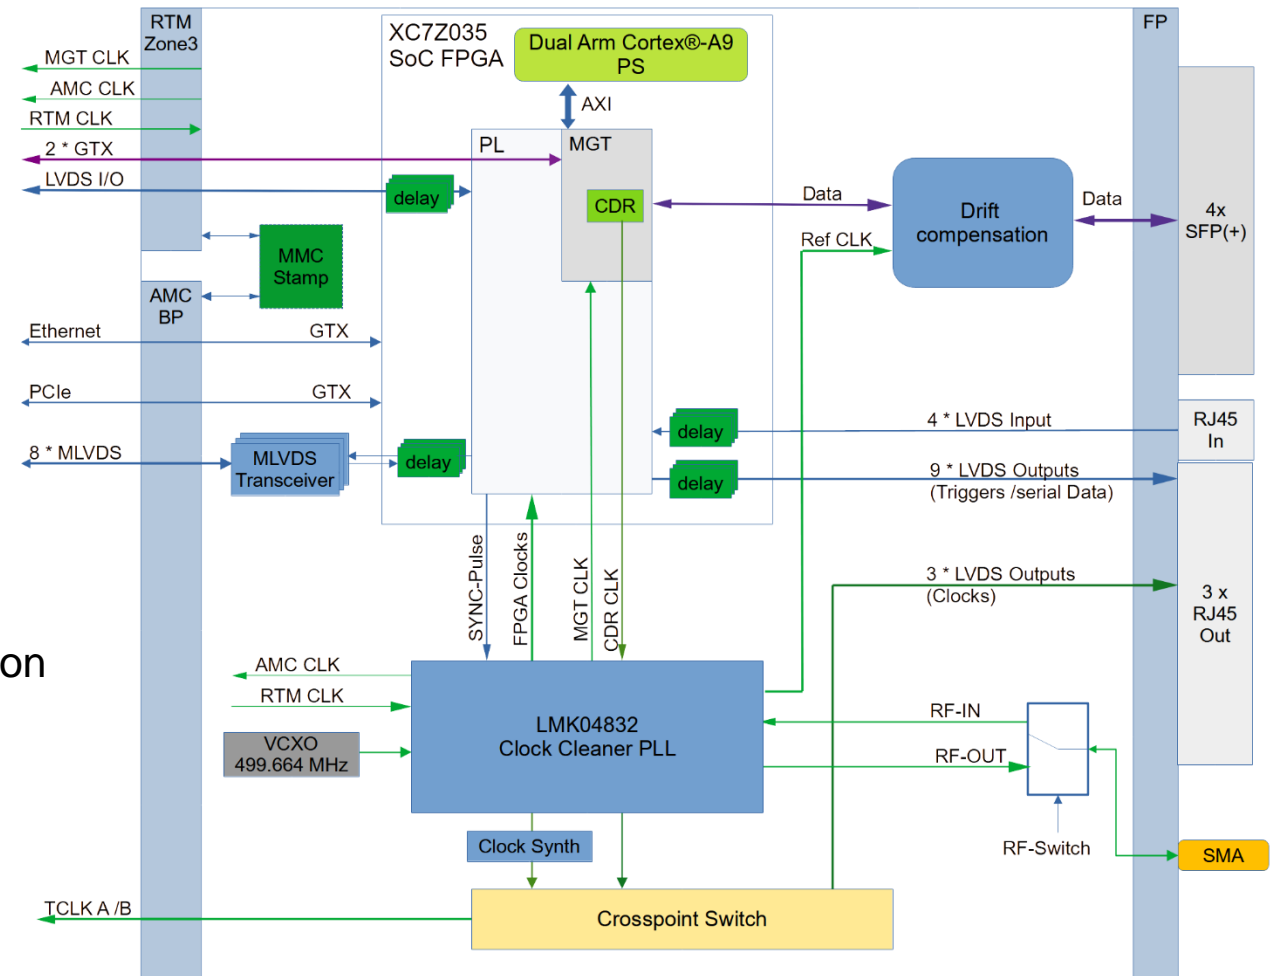 RTM
Zone3
XC7Z035
SoC FPGA
Dual Arm Cortex®-A9
PS
FP
MGT CLK
AMC CLK
RTM CLK
2 * GTX
LVDS I/O
AXI
PL
MGT
delay
CDR
Data
Drift
compensation
Data
4x
SFP(+)
Ref CLK
MMC
Stamp
AMC
BP
Ethernet
GTX
PCIe
GTX
8 * MLVDS
MLVDS
Transceiver
delay
delay
4 * LVDS Input
RJ45
In
delay
9 * LVDS Outputs
(Triggers /serial Data)
SYNC-Pulse
FPGA Clocks
MGT CLK
CDR CLK
3 * LVDS Outputs
(Clocks)
3 x
RJ45
Out
on
AMC CLK
RTM CLK
VCXO
499.664 MHz
LMK04832
Clock Cleaner PLL
RF-IN
RF-OUT
RF-Switch
SMA
Clock Synth
Crosspoint Switch
TCLK A /B